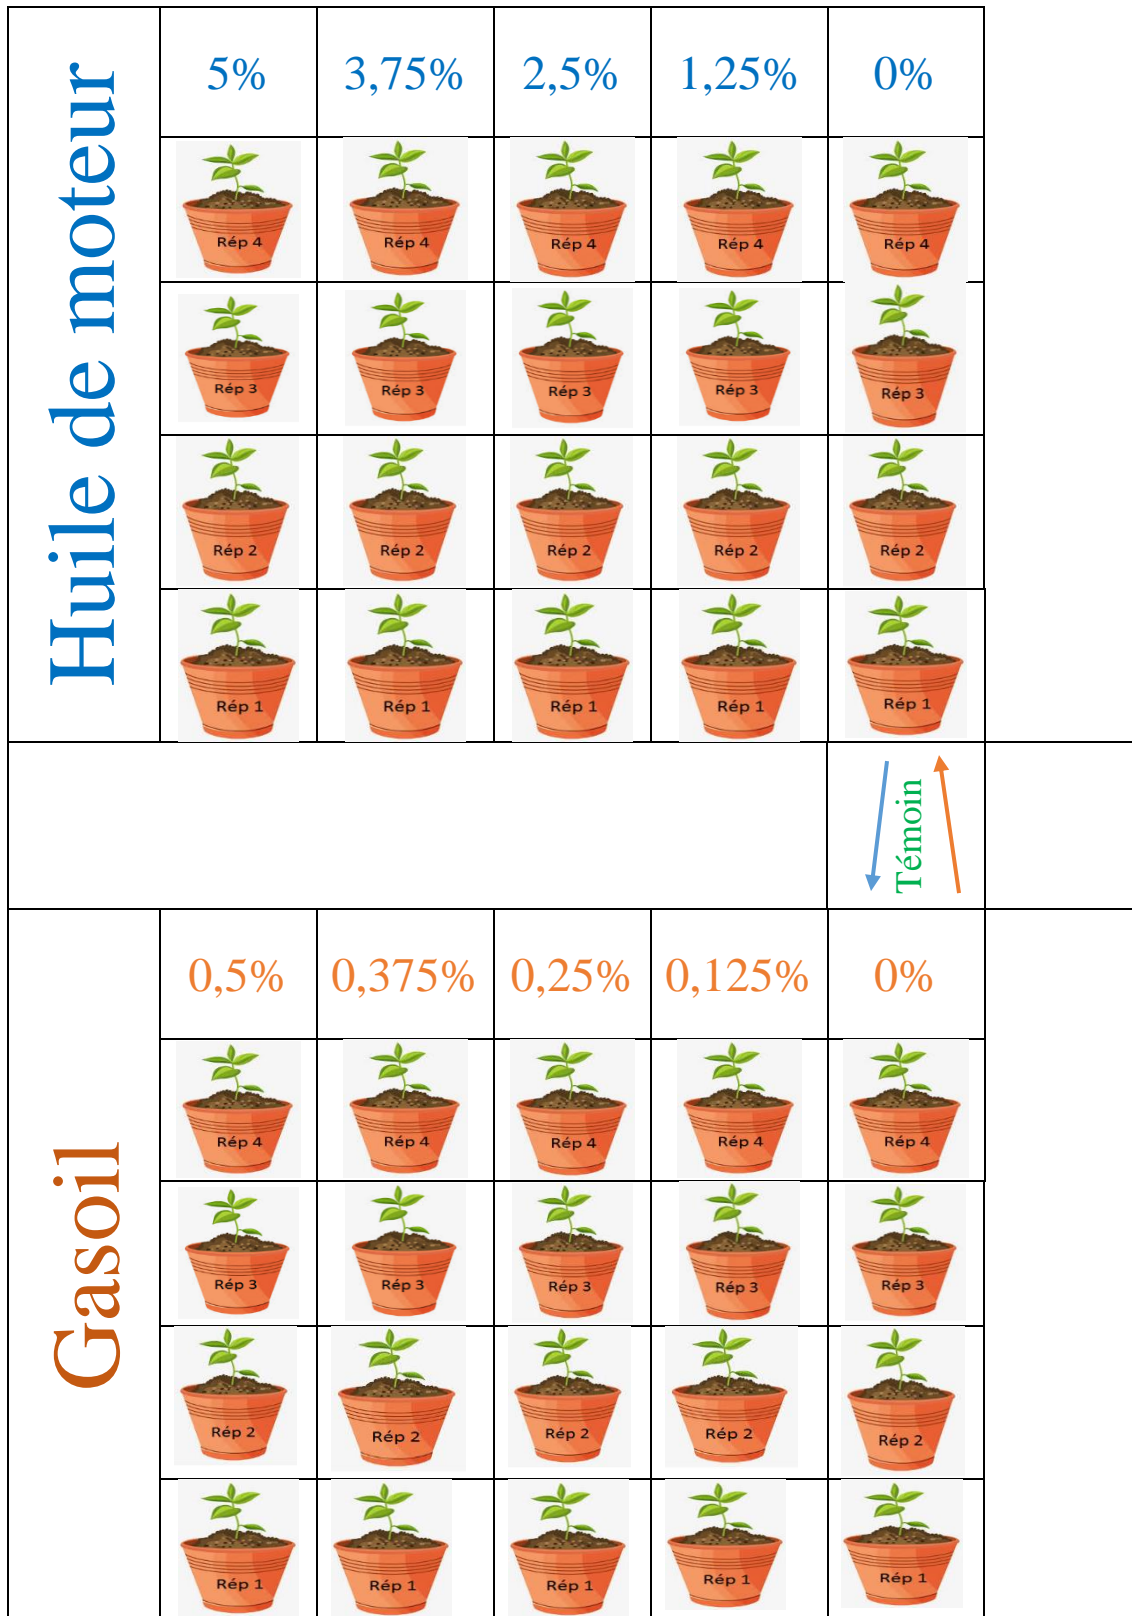 Huile de moteur
5% 3,75% 2,5% 1,25% 0%
Rép 4 Rép 4 Rép 4 Rép 4 Rép 4
Rép 3 Rép 3 Rép 3 Rép 3 Rép 3
Rép 2 Rép 2 Rép 2 Rép 2 Rép 2
Rép 1 Rép 1 Rép 1 Rép 1 Rép 1
Témoin
Gasoil
0,5% 0,375% 0,25% 0,125% 0%
Rép 4 Rép 4 Rép 4 Rép 4 Rép 4
Rép 3 Rép 3 Rép 3 Rép 3 Rép 3
Rép 2 Rép 2 Rép 2 Rép 2 Rép 2
Rép 1 Rép 1 Rép 1 Rép 1 Rép 1